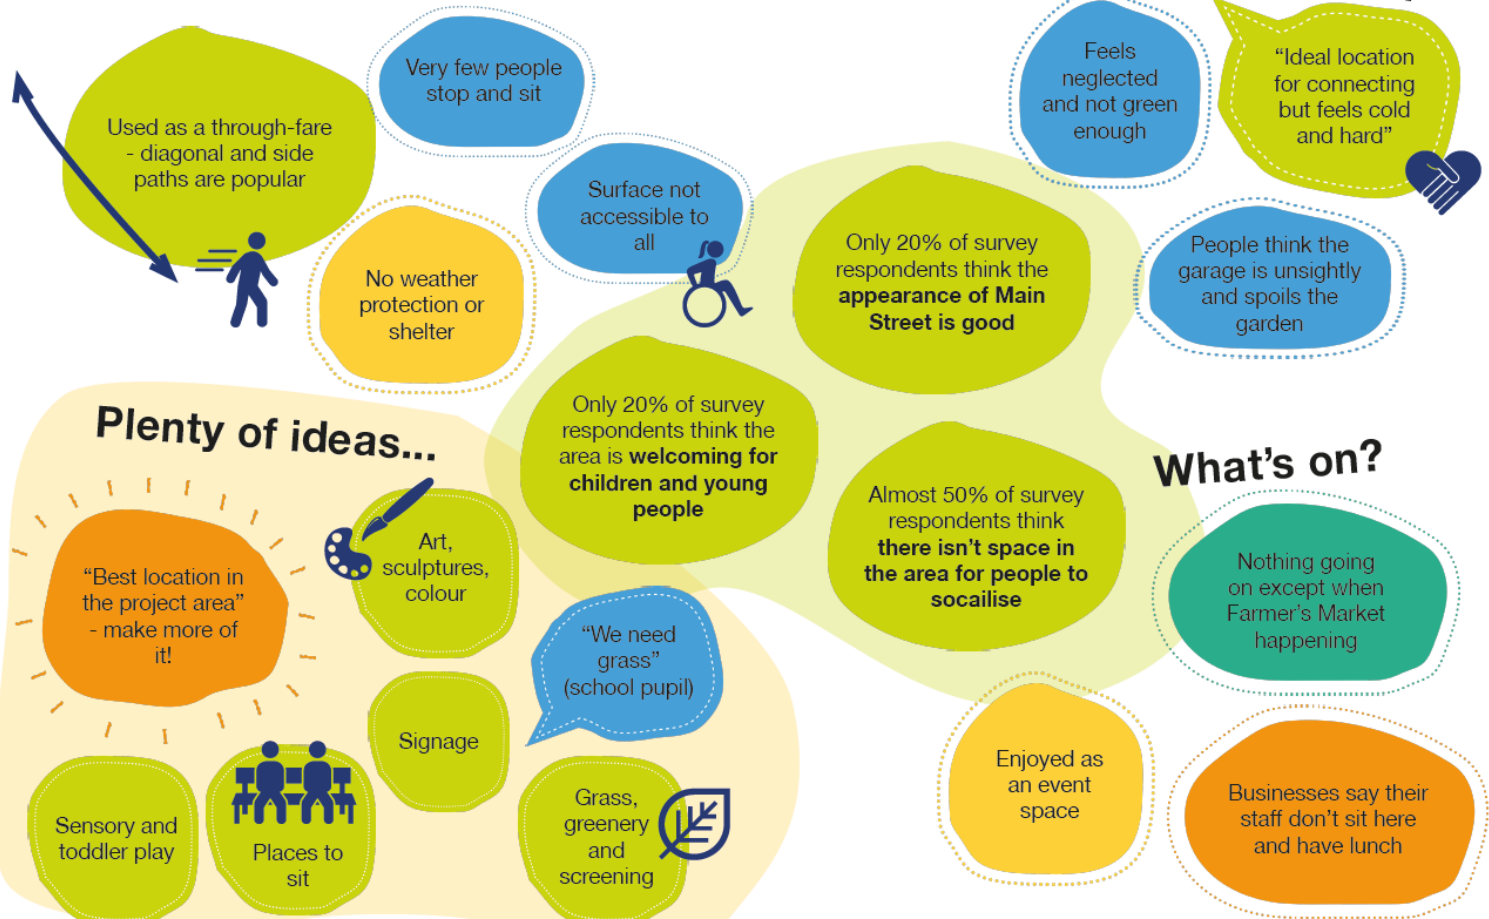 Used as a through-fare
- diagonal and side
paths are popular
Very few people
stop and sit
Surface not
accessible to
all
No weather
protection or
shelter
Feels
neglected
and not green
enough
“Ideal location
for connecting
but feels cold
and hard”
Only 20% of survey
respondents think the
appearance of Main
Street is good
People think the
garage is unsightly
and spoils the
garden
Only 20% of survey
respondents think the
area is welcoming for
children and young
people
Almost 50% of survey
respondents think
there isn’t space in
the area for people to
socailise
Plenty of ideas...
“Best location in
the project area”
- make more of
it!
Art,
sculptures,
colour
“We need
grass”
(school pupil)
Signage
Sensory and
toddler play
Places to
sit
Grass,
greenery
and
screening
What’s on?
Nothing going
on except when
Farmer’s Market
happening
Enjoyed as
an event
space
Businesses say their
staff don’t sit here
and have lunch